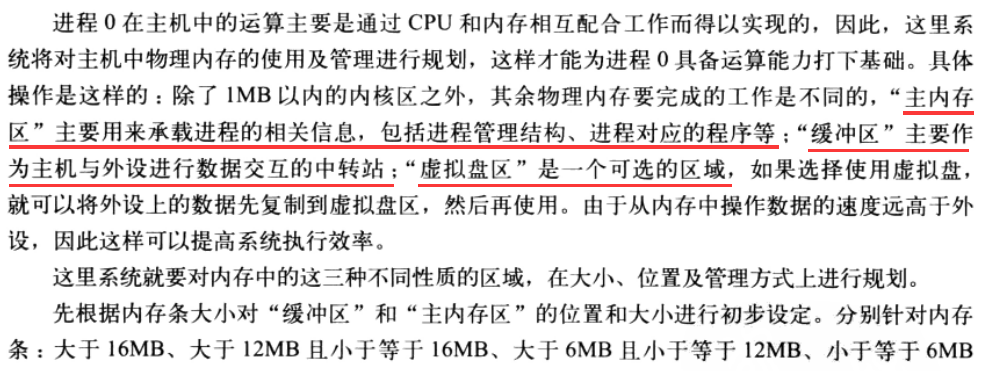 进程 0 在主机中的运算主要是通过 CPU 和内存相互配合工作而得以实现的，因此，这里系
统将对主机中物理内存的使用及管理进行规划，这样才能为进程 0 具备运算能力打下基础。具体
操作是这样的：除了 1MB 以内的内核区之外，其余物理内存要完成的工作是不同的，“主内存
区”主要用来承载进程的相关信息，包括进程管理结构、进程对应的程序等；“缓冲区”主要作
为主机与外设进行数据交互的中转站；“虚拟盘区”是一个可选的区域，如果选择使用虚拟盘，
就可以将外设上的数据先复制到虚拟盘区，然后再使用。由于从内存中操作数据的速度远高于外
设，因此这样可以提高系统执行效率。
这里系统就要对内存中的这三种不同性质的区域，在大小、位置及管理方式上进行规划。
先根据内存条大小对“缓冲区”和“主内存区”的位置和大小进行初步设定。分别针对内存
条：大于 16MB、大于 12MB 且小于等于 16MB、大于 6MB 且小于等于 12MB、小于等于 6MB